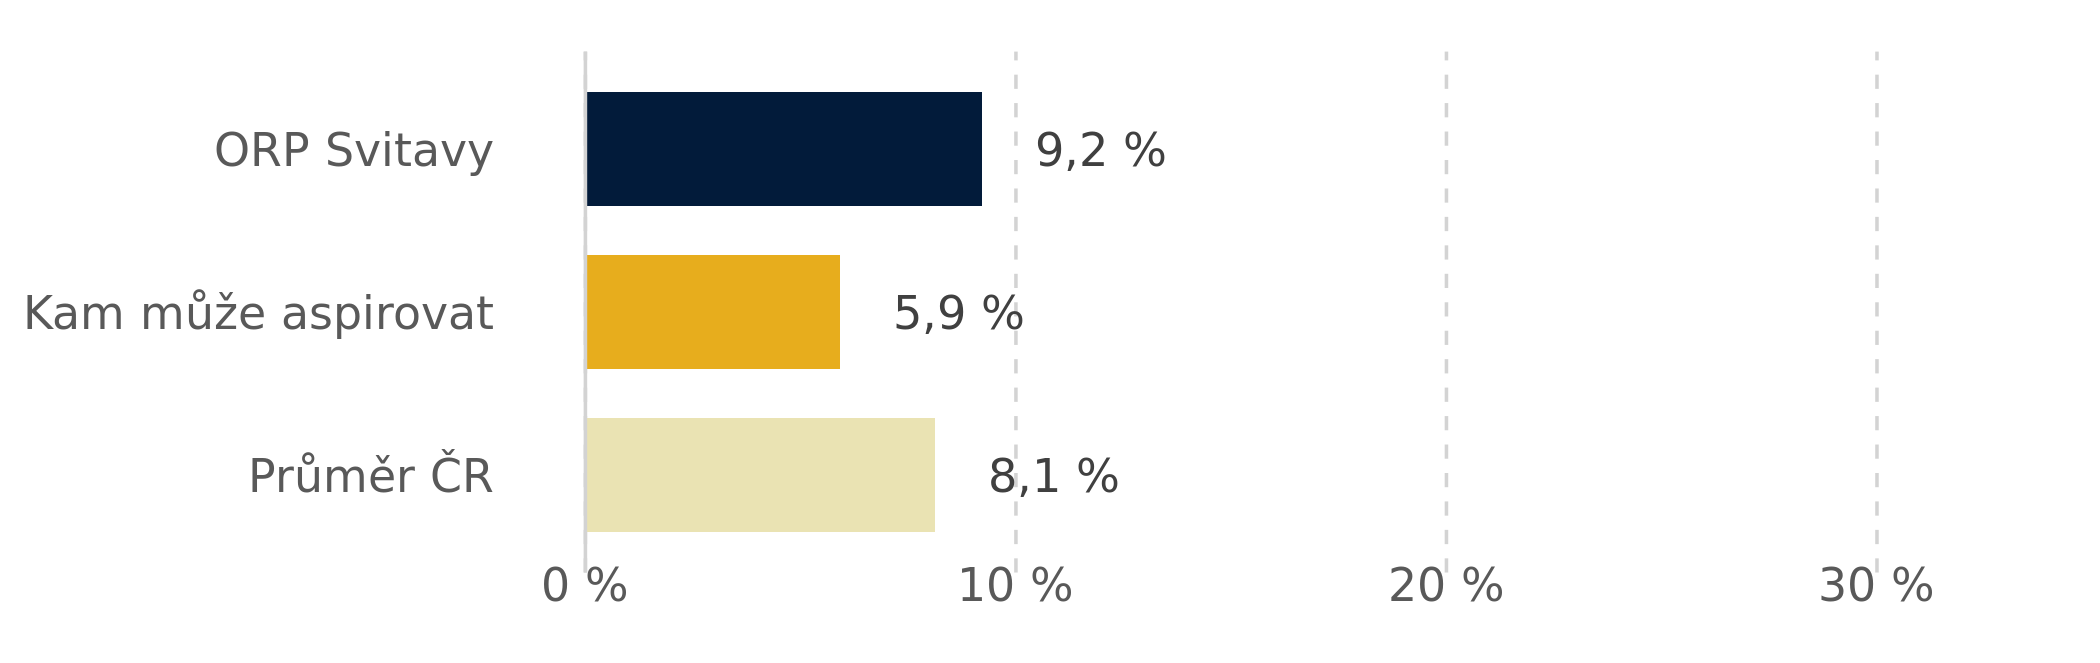 ORP Svitavy
9,2 %
Kam může aspirovat
5,9 %
Průměr ČR
8,1 %
0 %
10 %
20 %
30 %